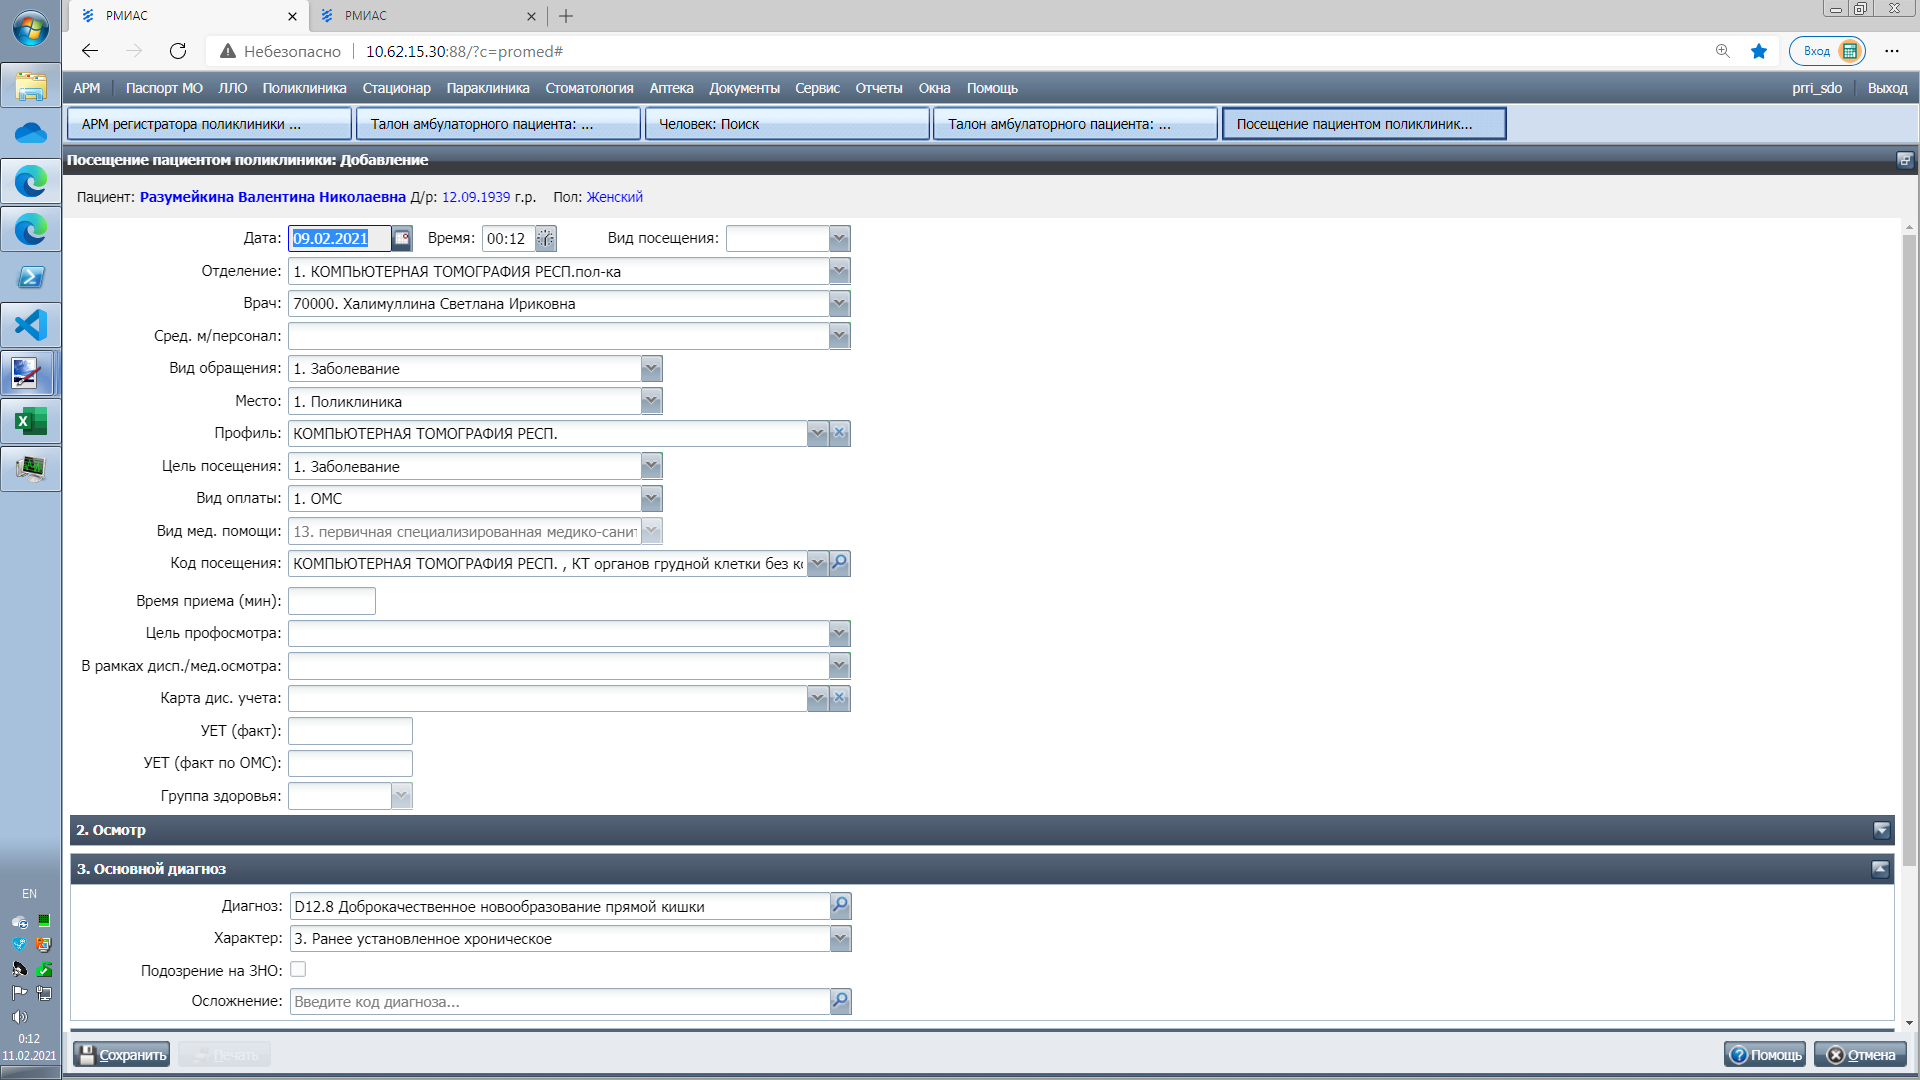 РМИАС
РМИАС
Небезопасно 10.62.15.30:88/?c=promed# Вход
АРМ Паспорт МО ЛЛО Поликлиника Стационар Параклиника Стоматология Аптека Документы Сервис Отчеты Окна Помощь prri_sdo Выход
АРМ регистратора поликлиники ... Талон амбулаторного пациента: ... Человек: Поиск Талон амбулаторного пациента: ... Посещение пациентом поликлиник...
Посещение пациентом поликлиники: Добавление
Пациент: Разумейкина Валентина Николаевна Д/р: 12.09.1939 г.р. Пол: Женский
Дата: 09.02.2021 Время: 00:12 Вид посещения:
Отделение: 1. КОМПЬЮТЕРНАЯ ТОМОГРАФИЯ РЕСП.пол-ка
Врач: 70000. Халимуллина Светлана Ириковна
Сред. м/персонал:
Вид обращения: 1. Заболевание
Место: 1. Поликлиника
Профиль: КОМПЬЮТЕРНАЯ ТОМОГРАФИЯ РЕСП.
Цель посещения: 1. Заболевание
Вид оплаты: 1. ОМС
Вид мед. помощи: 13. первичная специализированная медико-санит
Код посещения: КОМПЬЮТЕРНАЯ ТОМОГРАФИЯ РЕСП. , КТ органов грудной клетки без ко
Время приема (мин):
Цель профосмотра:
В рамках дисп./мед.осмотра:
Карта дис. учета:
УЕТ (факт):
УЕТ (факт по ОМС):
Группа здоровья:
2. Осмотр
3. Основной диагноз
Диагноз: D12.8 Доброкачественное новообразование прямой кишки
Характер: 3. Ранее установленное хроническое
Подозрение на ЗНО:
Осложнение: Введите код диагноза...
Сохранить Печать Помощь Отмена
EN
0:12
11.02.2021